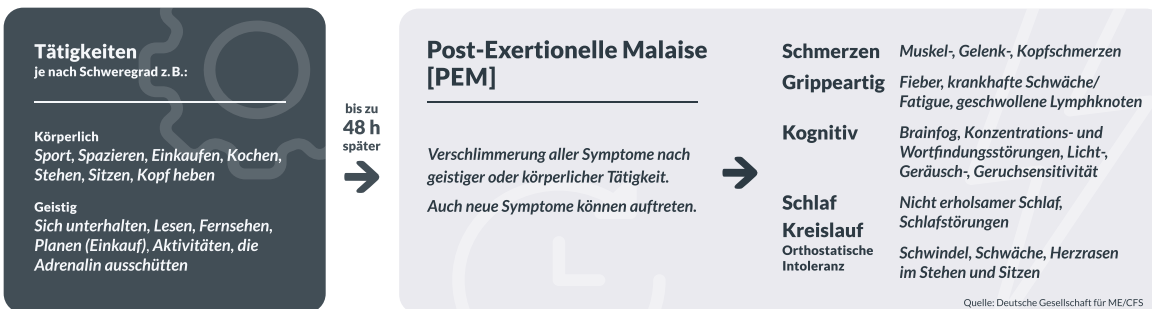 Tätigkeiten
je nach Schweregrad z. B.:
Körperlich
Sport, Spazieren, Einkaufen, Kochen,
Stehen, Sitzen, Kopf heben
Geistig
Sich unterhalten, Lesen, Fernsehen,
Planen (Einkauf), Aktivitäten, die
Adrenalin ausschütten
bis zu
48 h
später
Post-Exertionelle Malaise
[PEM]
Verschlimmerung aller Symptome nach
geistiger oder körperlicher Tätigkeit.
Auch neue Symptome können auftreten.
Schmerzen Muskel-, Gelenk-, Kopfschmerzen
Grippeartig Fieber, krankhafte Schwäche/
Fatigue, geschwollene Lymphknoten
Kognitiv Brainfog, Konzentrations- und
Wortfindungsstörungen, Licht-,
Geräusch-, Geruchsensitivität
Schlaf Nicht erholsamer Schlaf,
Schlafstörungen
Kreislauf
Orthostatische Schwindel, Schwäche, Herzrasen
Intoleranz im Stehen und Sitzen
Quelle: Deutsche Gesellschaft für ME/CFS